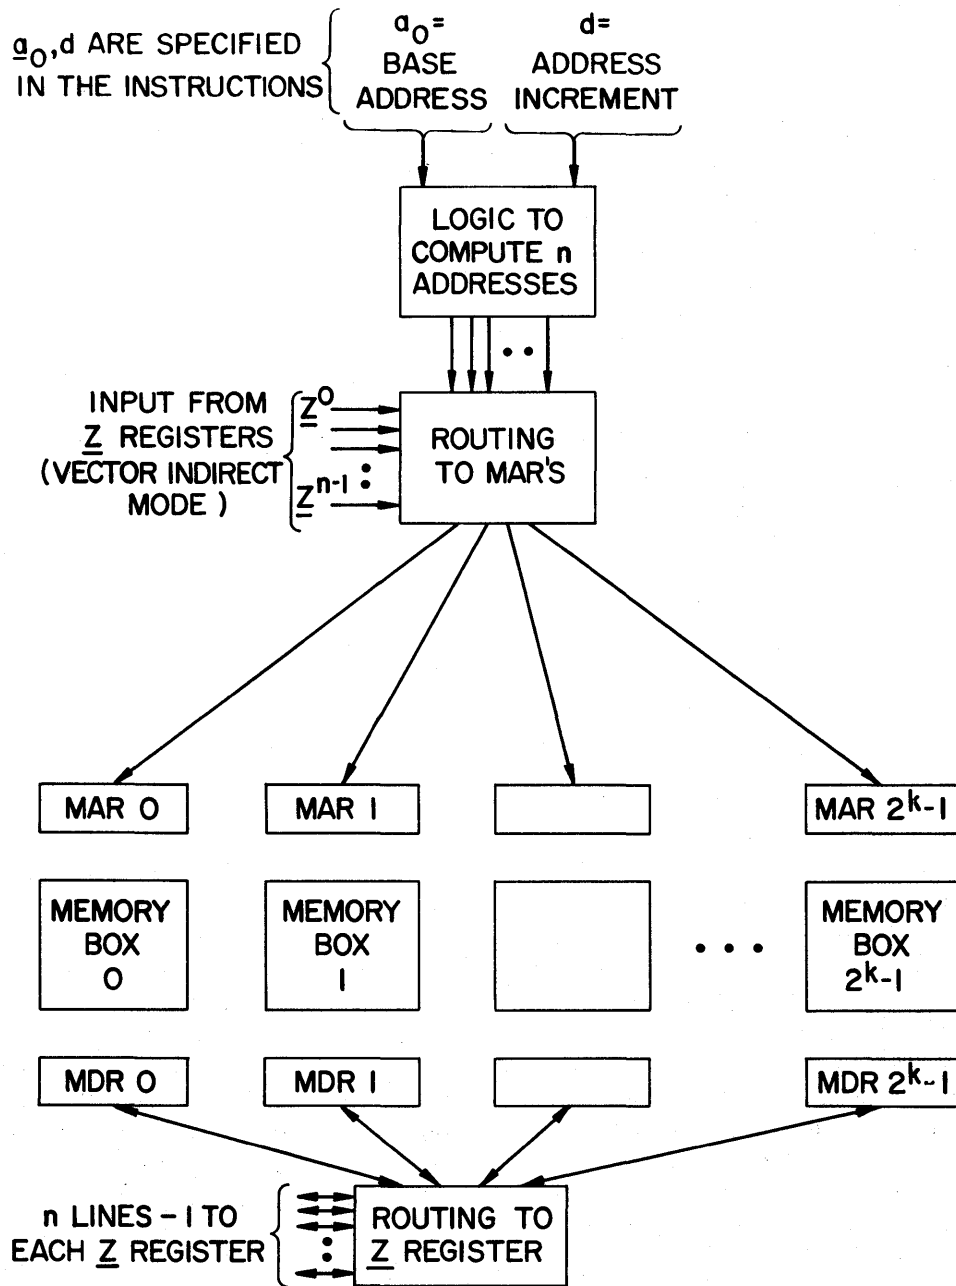 a₀,d ARE SPECIFIED
IN THE INSTRUCTIONS
a₀=
BASE
ADDRESS
d=
ADDRESS
INCREMENT
LOGIC TO
COMPUTE n
ADDRESSES
INPUT FROM
Z REGISTERS
(VECTOR INDIRECT
MODE )
Z⁰
Zⁿ⁻¹
ROUTING
TO MAR'S
MAR 0
MAR 1
MAR 2ᵏ-1
MEMORY
BOX
0
MEMORY
BOX
1
MEMORY
BOX
2ᵏ-1
MDR 0
MDR 1
MDR 2ᵏ-1
n LINES - 1 TO
EACH Z REGISTER
ROUTING TO
Z REGISTER